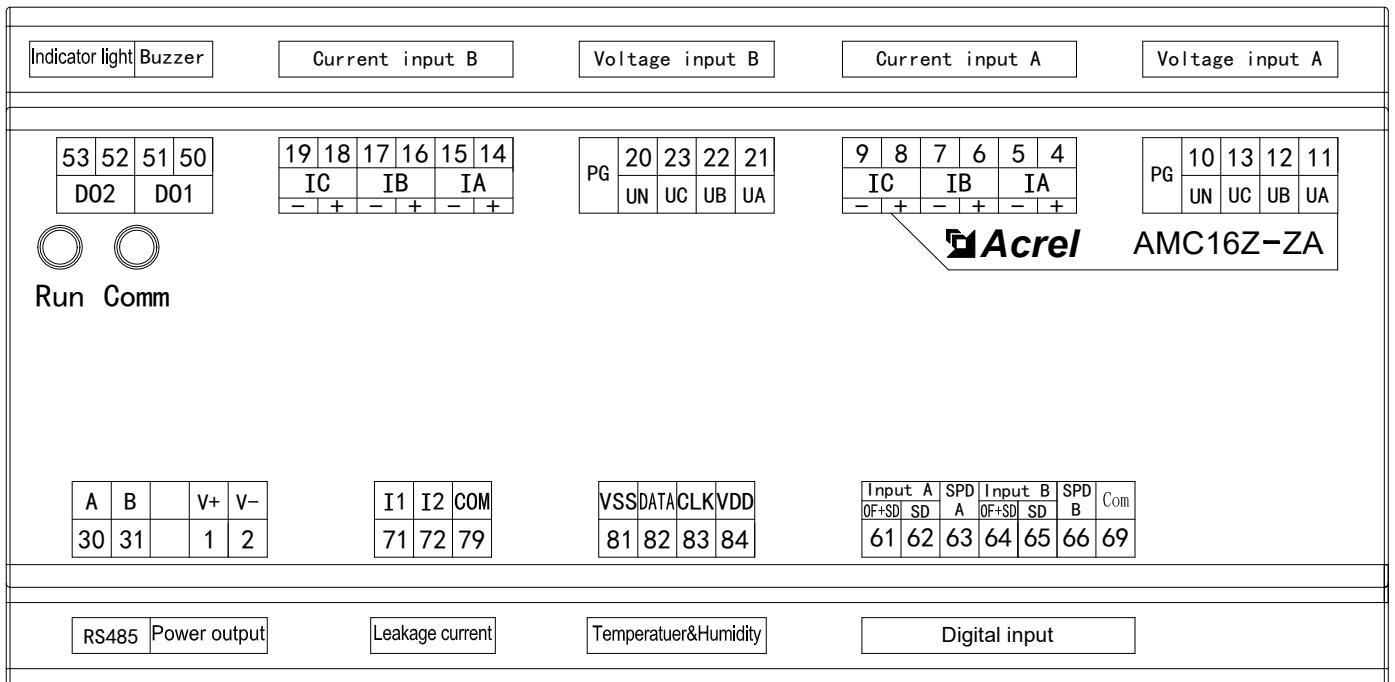 Indicator light Buzzer Current input B Voltage input B Current input A Voltage input A
53 52 51 50 19 18 17 16 15 14 PG 20 23 22 21 9 8 7 6 5 4 PG 10 13 12 11
DO2 DO1 IC IB IA UN UC UB UA IC IB IA UN UC UB UA
− + − + − + − + − + − +
Acrel AMC16Z-ZA
Run Comm
A B V+ V- I1 I2 COM VSS DATA CLK VDD Input A SPD A Input B SPD B Com
OF+SD SD OF+SD SD
30 31 1 2 71 72 79 81 82 83 84 61 62 63 64 65 66 69
RS485 Power output Leakage current Temperatuer&Humidity Digital input